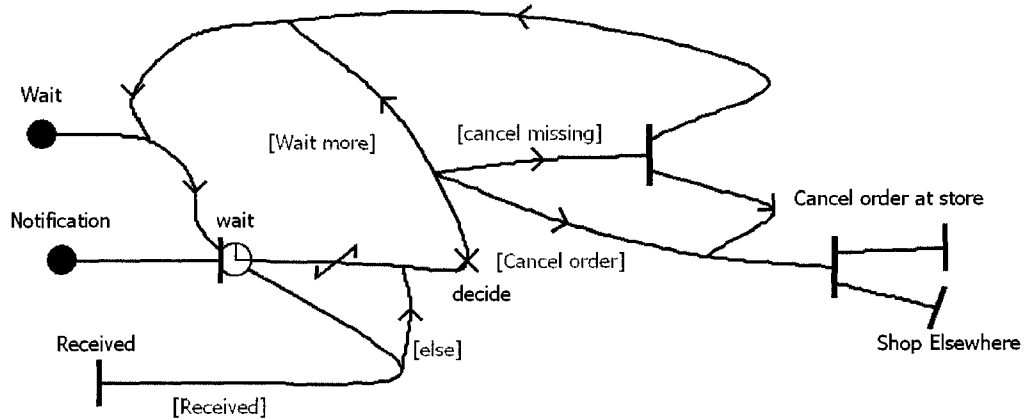 Wait
[Wait more]
[cancel missing]
Cancel order at store
Notification
wait
[Cancel order]
decide
Received
[else]
Shop Elsewhere
[Received]